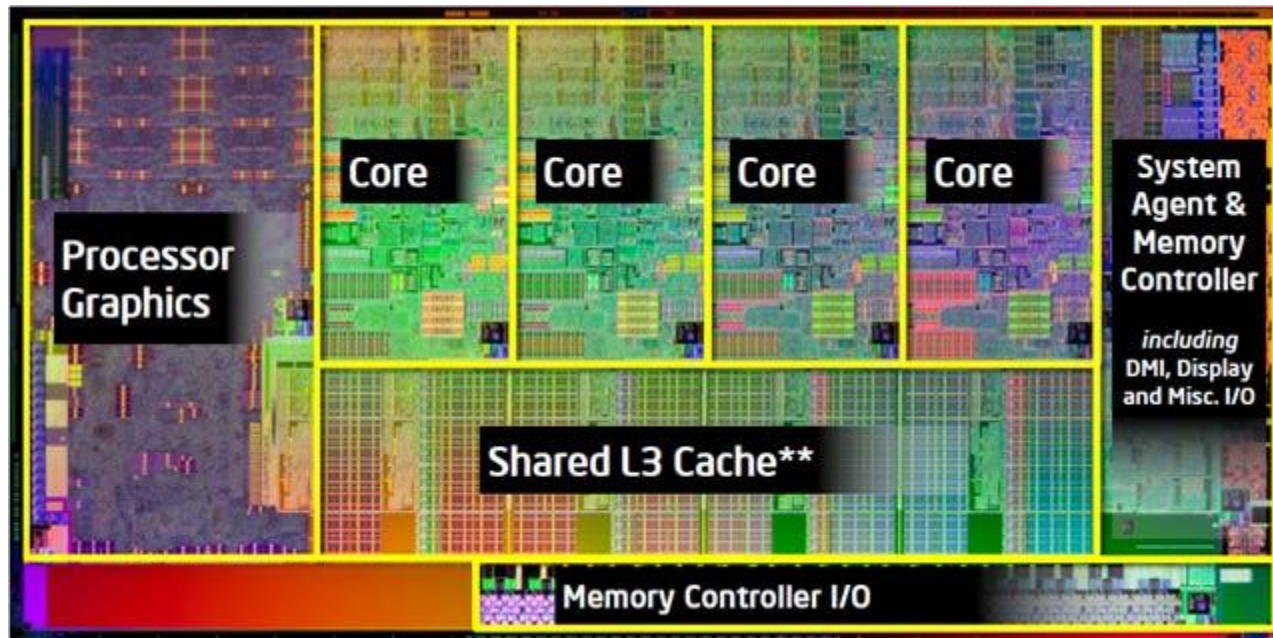 Processor
Graphics
Core
Core
Core
Core
System
Agent &
Memory
Controller
including
DMI, Display
and Misc. I/O
Shared L3 Cache**
Memory Controller I/O